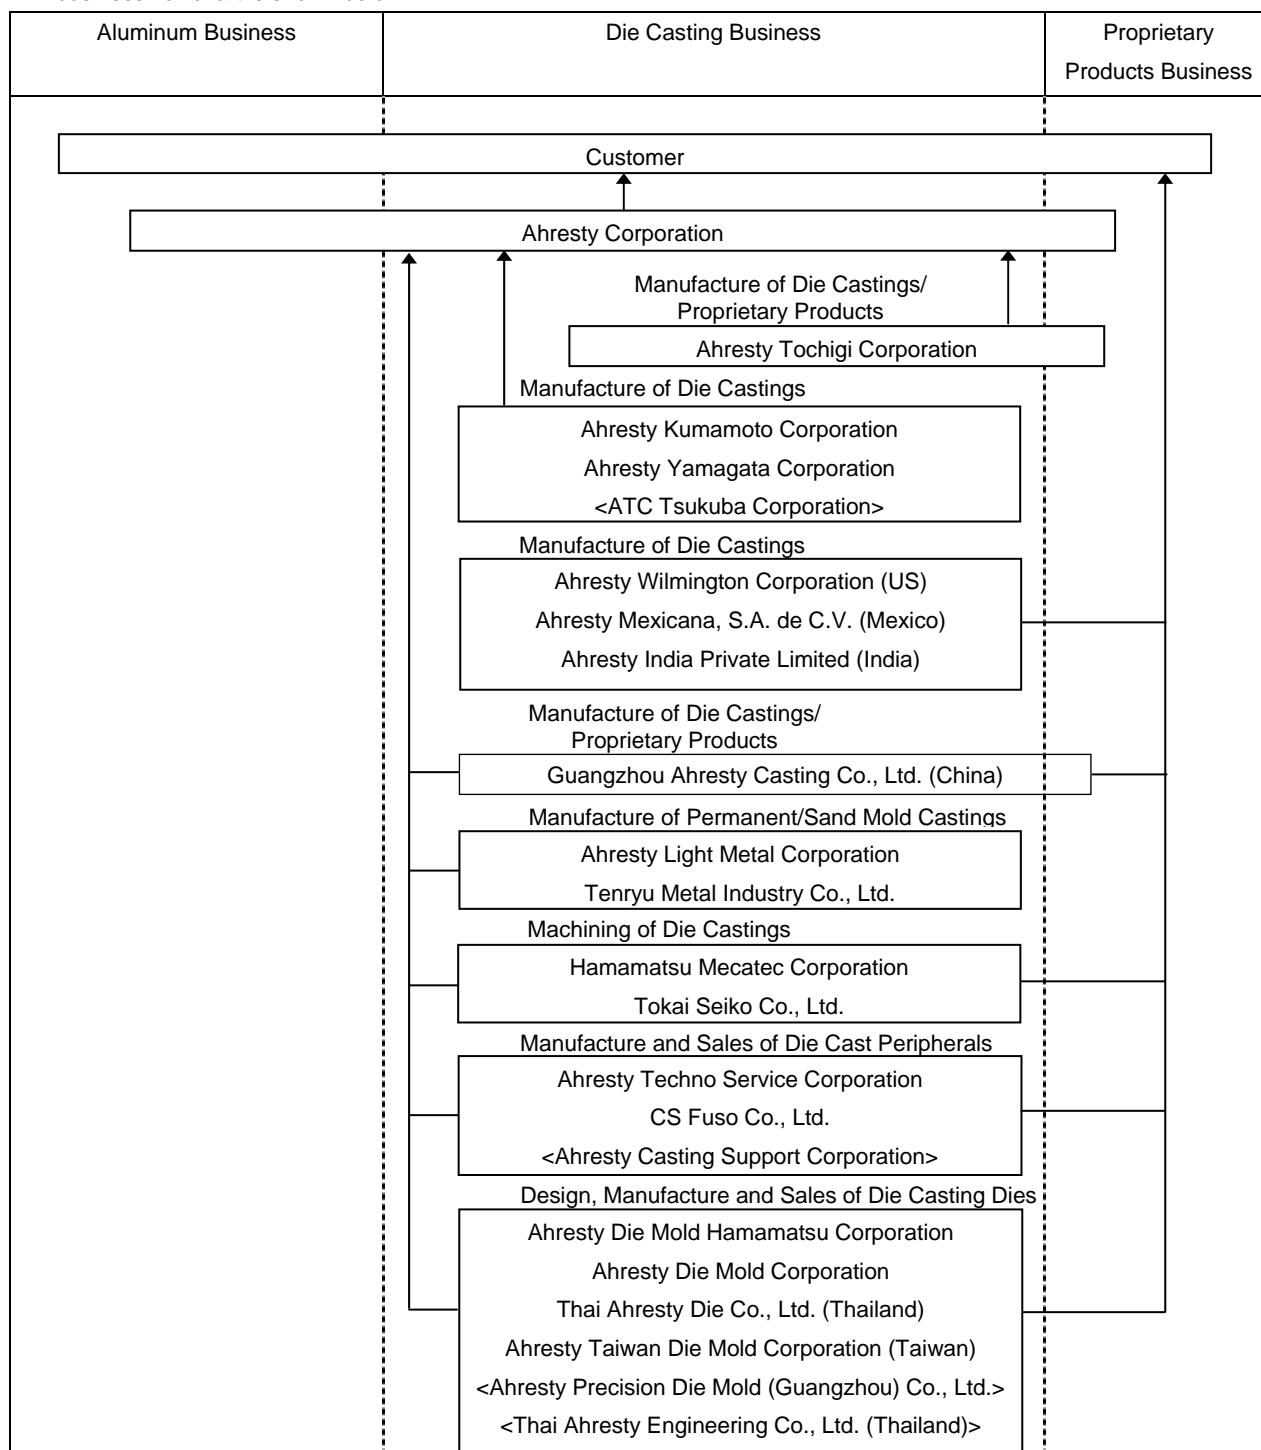 Aluminum Business
Die Casting Business
Proprietary
Products Business
Customer
Ahresty Corporation
Manufacture of Die Castings/
Proprietary Products
Ahresty Tochigi Corporation
Manufacture of Die Castings
Ahresty Kumamoto Corporation
Ahresty Yamagata Corporation
<ATC Tsukuba Corporation>
Manufacture of Die Castings
Ahresty Wilmington Corporation (US)
Ahresty Mexicana, S.A. de C.V. (Mexico)
Ahresty India Private Limited (India)
Manufacture of Die Castings/
Proprietary Products
Guangzhou Ahresty Casting Co., Ltd. (China)
Manufacture of Permanent/Sand Mold Castings
Ahresty Light Metal Corporation
Tenryu Metal Industry Co., Ltd.
Machining of Die Castings
Hamamatsu Mecatec Corporation
Tokai Seiko Co., Ltd.
Manufacture and Sales of Die Cast Peripherals
Ahresty Techno Service Corporation
CS Fuso Co., Ltd.
<Ahresty Casting Support Corporation>
Design, Manufacture and Sales of Die Casting Dies
Ahresty Die Mold Hamamatsu Corporation
Ahresty Die Mold Corporation
Thai Ahresty Die Co., Ltd. (Thailand)
Ahresty Taiwan Die Mold Corporation (Taiwan)
<Ahresty Precision Die Mold (Guangzhou) Co., Ltd.>
<Thai Ahresty Engineering Co., Ltd. (Thailand)>